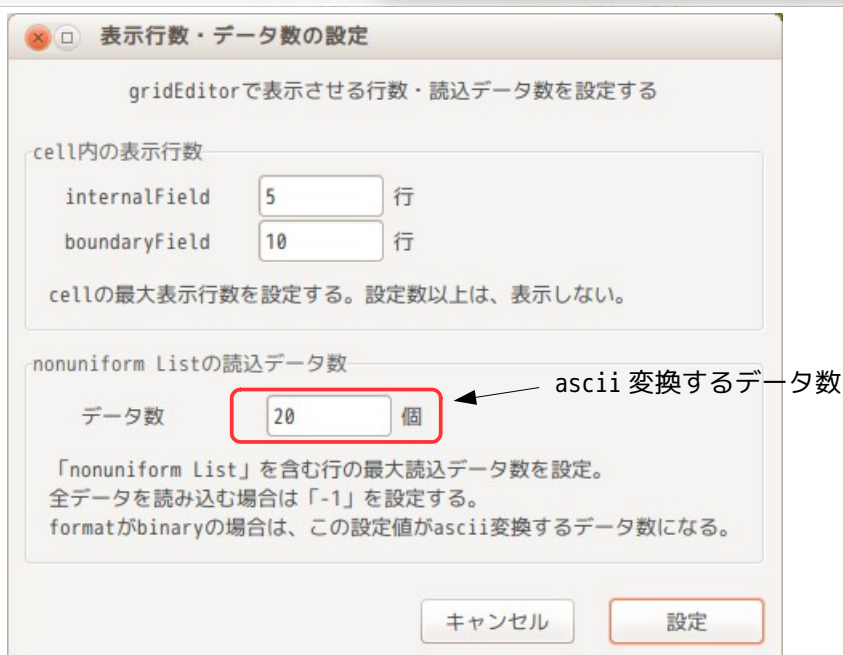 表示行数・データ数の設定
gridEditorで表示させる行数・読込データ数を設定する
cell内の表示行数
internalField 5 行
boundaryField 10 行
cellの最大表示行数を設定する。設定数以上は、表示しない。
nonuniform Listの読込データ数
ascii 変換するデータ数
データ数 20 個
「nonuniform List」を含む行の最大読込データ数を設定。
全データを読み込む場合は「-1」を設定する。
formatがbinaryの場合は、この設定値がascii変換するデータ数になる。
キャンセル 設定